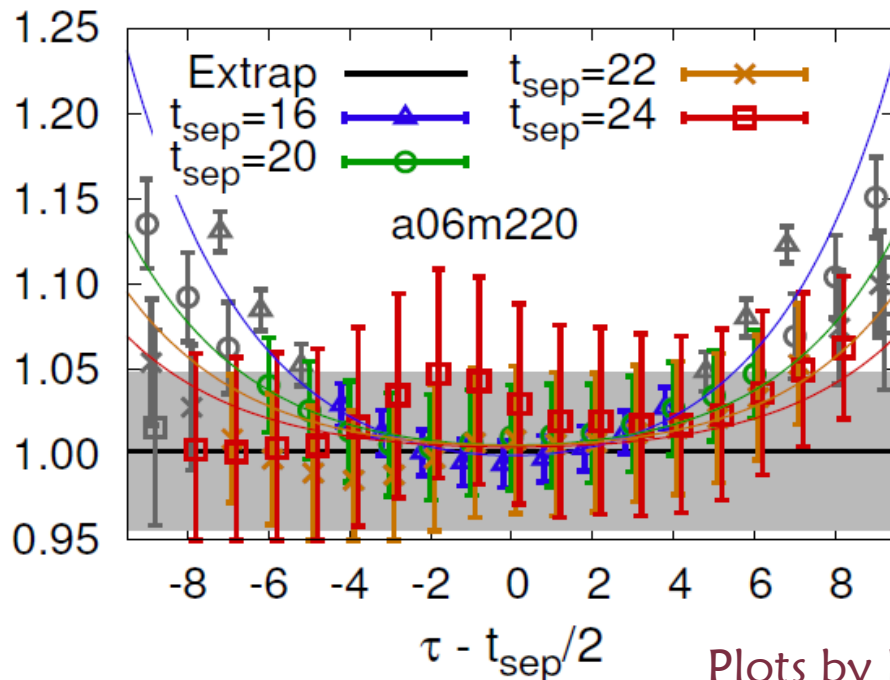 1.25
1.20
1.15
1.10
1.05
1.00
0.95
Extrap
t_sep=16
t_sep=20
t_sep=22
t_sep=24
a06m220
-8 -6 -4 -2 0 2 4 6 8
τ - t_sep/2
Plots by